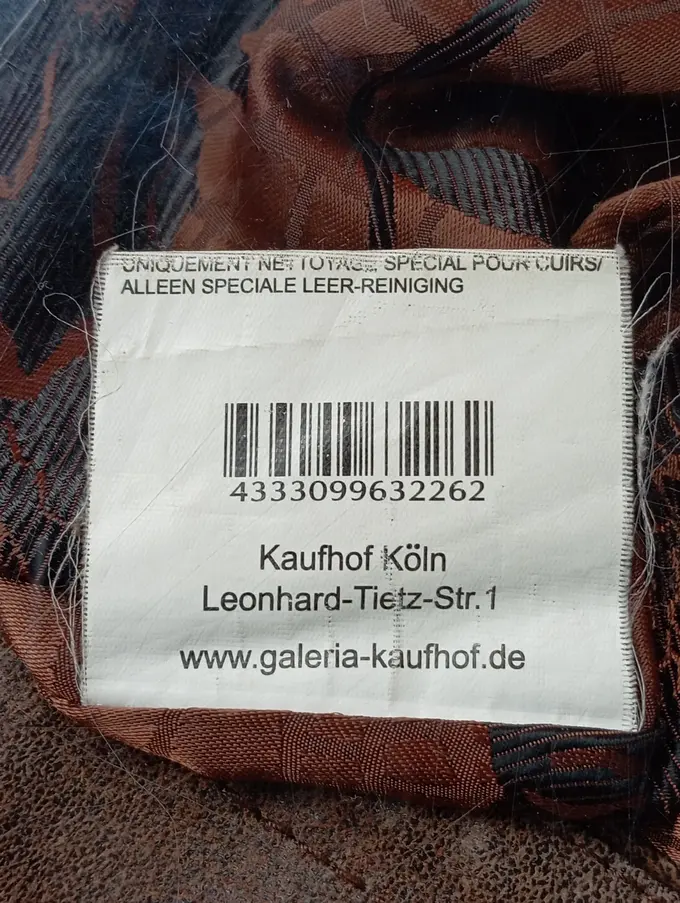 UNIQUEMENT NETTOYAGE SPÉCIAL POUR CUIRS/
ALLEEN SPECIALE LEER-REINIGING
4333099632262
Kaufhof Köln
Leonhard-Tietz-Str.1
www.galeria-kaufhof.de